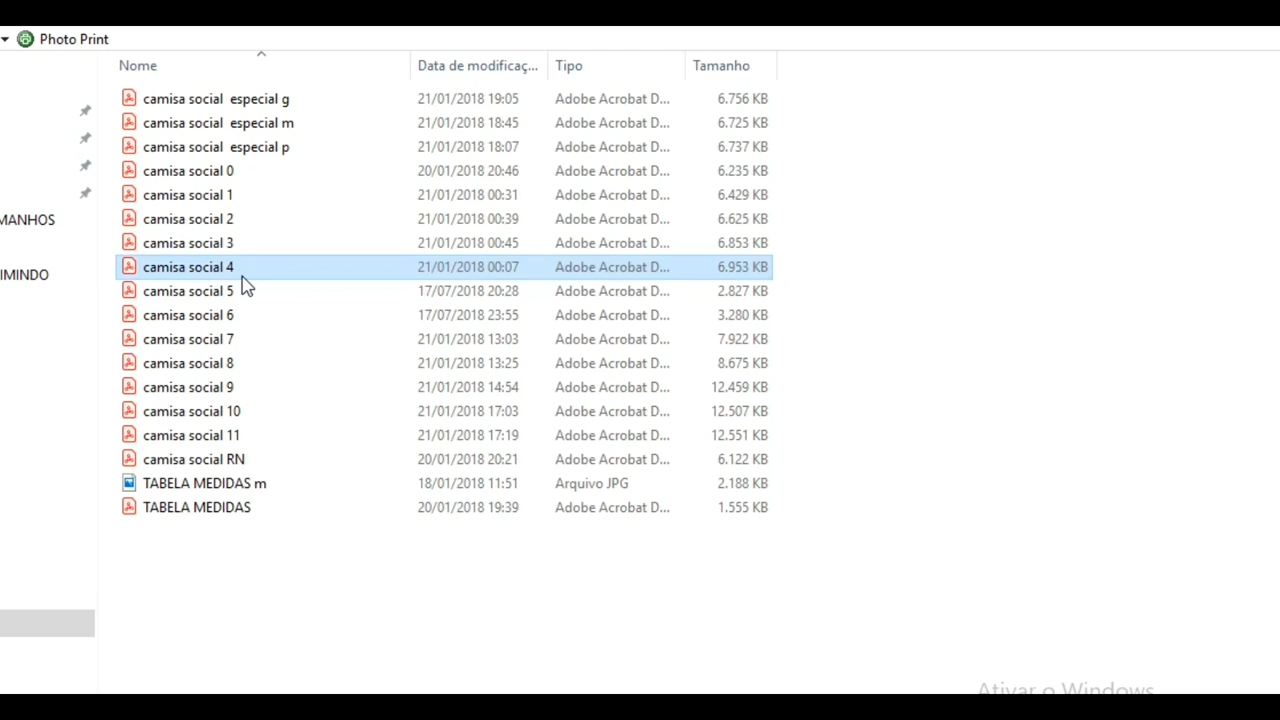 Photo Print
Nome Data de modificaç... Tipo Tamanho
camisa social  especial g 21/01/2018 19:05 Adobe Acrobat D... 6.756 KB
camisa social  especial m 21/01/2018 18:45 Adobe Acrobat D... 6.725 KB
camisa social  especial p 21/01/2018 18:07 Adobe Acrobat D... 6.737 KB
camisa social 0 20/01/2018 20:46 Adobe Acrobat D... 6.235 KB
camisa social 1 21/01/2018 00:31 Adobe Acrobat D... 6.429 KB
camisa social 2 21/01/2018 00:39 Adobe Acrobat D... 6.625 KB
MANHOS
camisa social 3 21/01/2018 00:45 Adobe Acrobat D... 6.853 KB
camisa social 4 21/01/2018 00:07 Adobe Acrobat D... 6.953 KB
IMINDO
camisa social 5 17/07/2018 20:28 Adobe Acrobat D... 2.827 KB
camisa social 6 17/07/2018 23:55 Adobe Acrobat D... 3.280 KB
camisa social 7 21/01/2018 13:03 Adobe Acrobat D... 7.922 KB
camisa social 8 21/01/2018 13:25 Adobe Acrobat D... 8.675 KB
camisa social 9 21/01/2018 14:54 Adobe Acrobat D... 12.459 KB
camisa social 10 21/01/2018 17:03 Adobe Acrobat D... 12.507 KB
camisa social 11 21/01/2018 17:19 Adobe Acrobat D... 12.551 KB
camisa social RN 20/01/2018 20:21 Adobe Acrobat D... 6.122 KB
TABELA MEDIDAS m 18/01/2018 11:51 Arquivo JPG 2.188 KB
TABELA MEDIDAS 20/01/2018 19:39 Adobe Acrobat D... 1.555 KB
Ativar o Windows